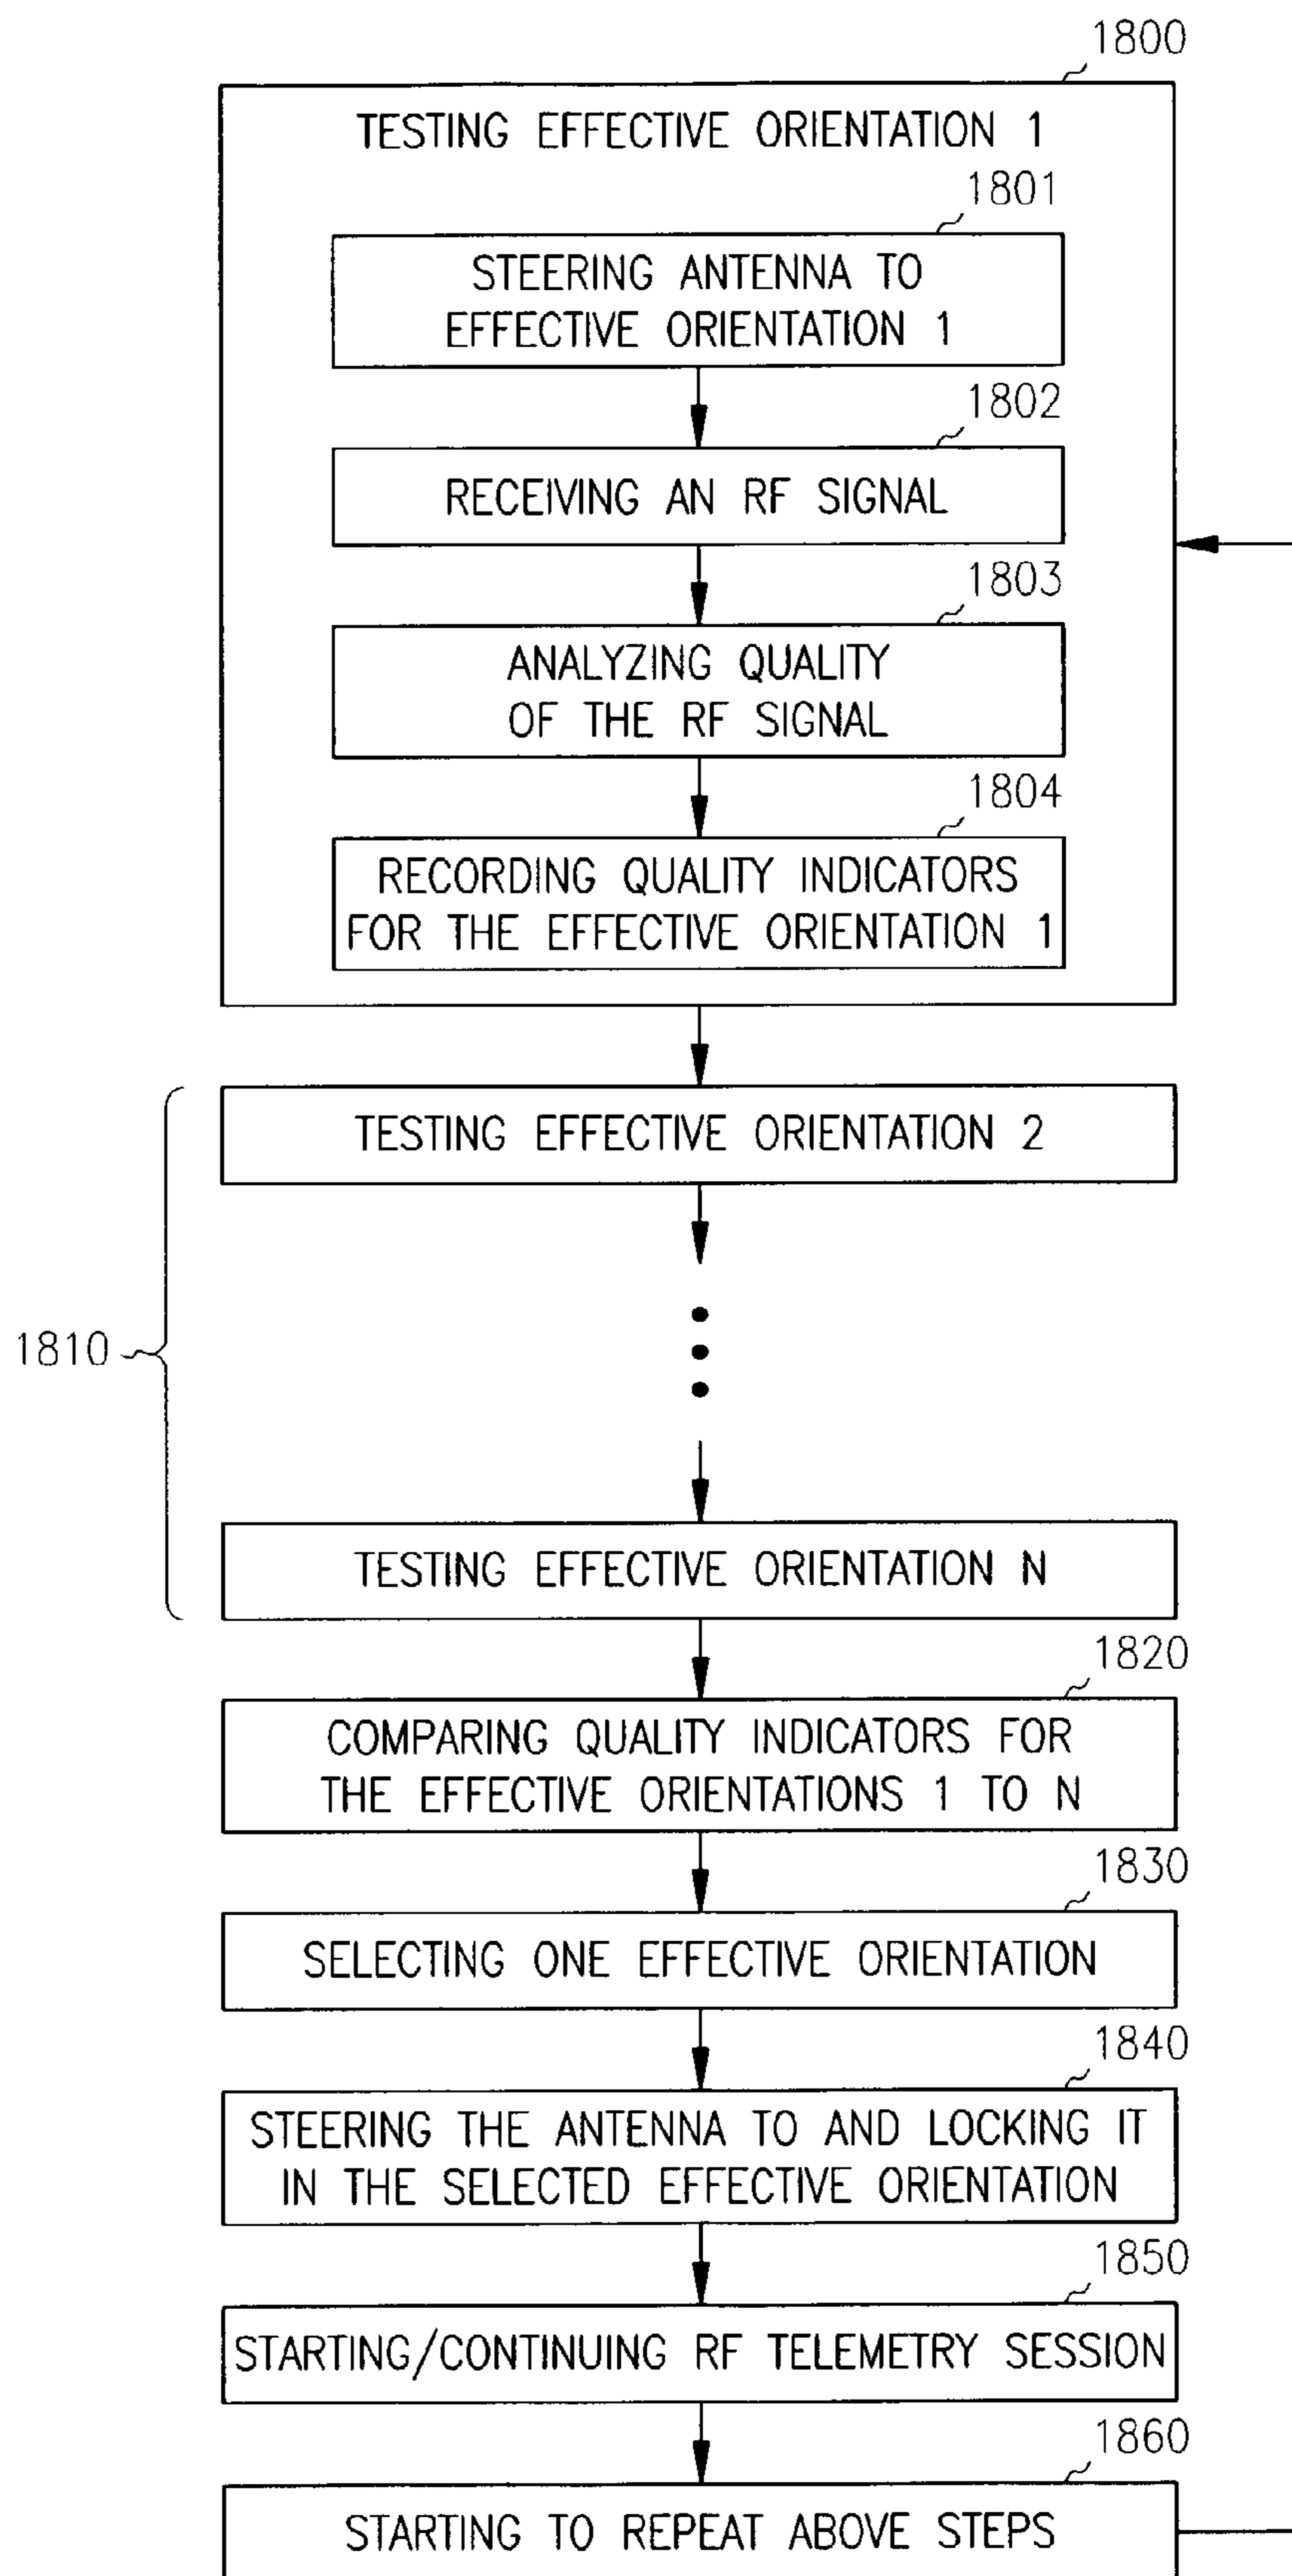 1800
TESTING EFFECTIVE ORIENTATION 1
1801
STEERING ANTENNA TO
EFFECTIVE ORIENTATION 1
1802
RECEIVING AN RF SIGNAL
1803
ANALYZING QUALITY
OF THE RF SIGNAL
1804
RECORDING QUALITY INDICATORS
FOR THE EFFECTIVE ORIENTATION 1
TESTING EFFECTIVE ORIENTATION 2
1810
TESTING EFFECTIVE ORIENTATION N
1820
COMPARING QUALITY INDICATORS FOR
THE EFFECTIVE ORIENTATIONS 1 TO N
1830
SELECTING ONE EFFECTIVE ORIENTATION
1840
STEERING THE ANTENNA TO AND LOCKING IT
IN THE SELECTED EFFECTIVE ORIENTATION
1850
STARTING/CONTINUING RF TELEMETRY SESSION
1860
STARTING TO REPEAT ABOVE STEPS